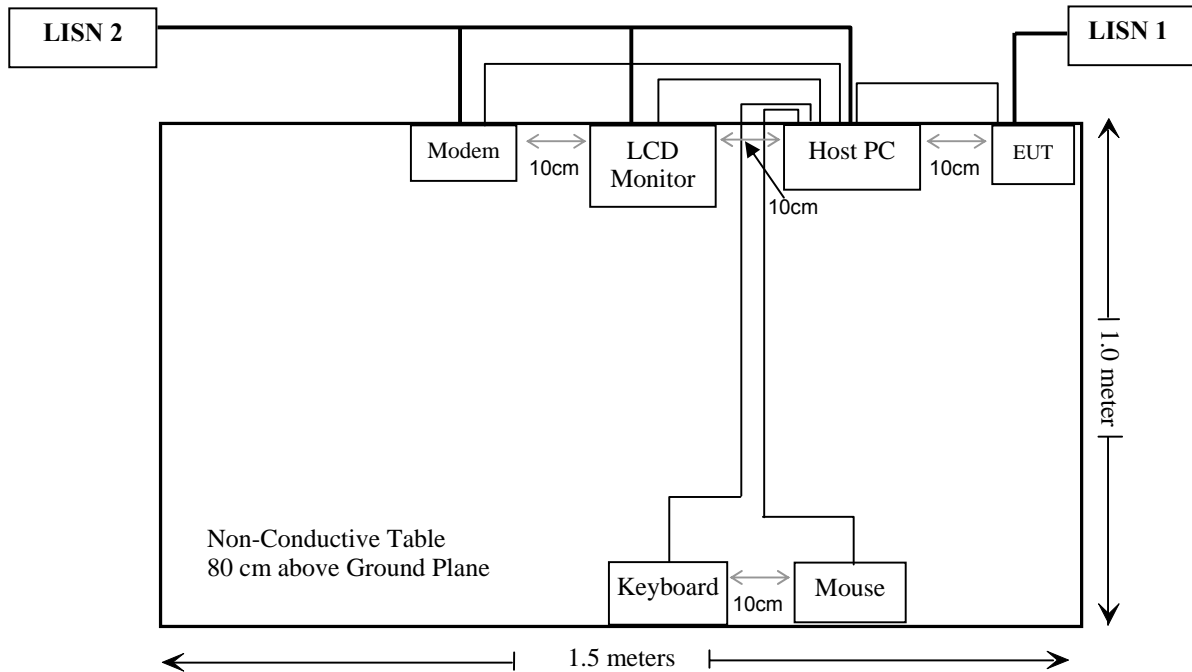 LISN 2
LISN 1
Modem
10cm
LCD
Monitor
10cm
Host PC
10cm
EUT
1.0 meter
Non-Conductive Table
80 cm above Ground Plane
Keyboard
10cm
Mouse
1.5 meters